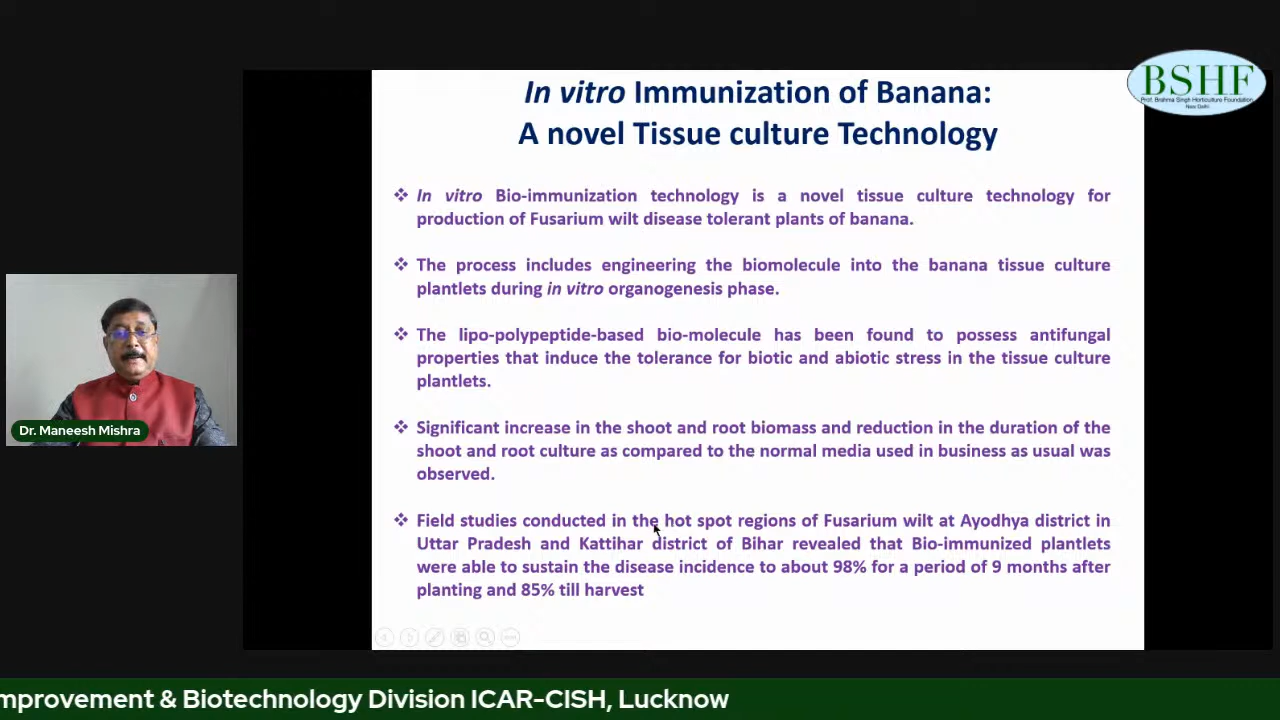 In vitro Immunization of Banana:
A novel Tissue culture Technology
BSHF
Prof. Brahma Singh Horticulture Foundation
New Delhi
❖ In vitro Bio-immunization technology is a novel tissue culture technology for
production of Fusarium wilt disease tolerant plants of banana.
❖ The process includes engineering the biomolecule into the banana tissue culture
plantlets during in vitro organogenesis phase.
❖ The lipo-polypeptide-based bio-molecule has been found to possess antifungal
properties that induce the tolerance for biotic and abiotic stress in the tissue culture
plantlets.
❖ Significant increase in the shoot and root biomass and reduction in the duration of the
shoot and root culture as compared to the normal media used in business as usual was
observed.
❖ Field studies conducted in the hot spot regions of Fusarium wilt at Ayodhya district in
Uttar Pradesh and Kattihar district of Bihar revealed that Bio-immunized plantlets
were able to sustain the disease incidence to about 98% for a period of 9 months after
planting and 85% till harvest
Dr. Maneesh Mishra
mprovement & Biotechnology Division ICAR-CISH, Lucknow